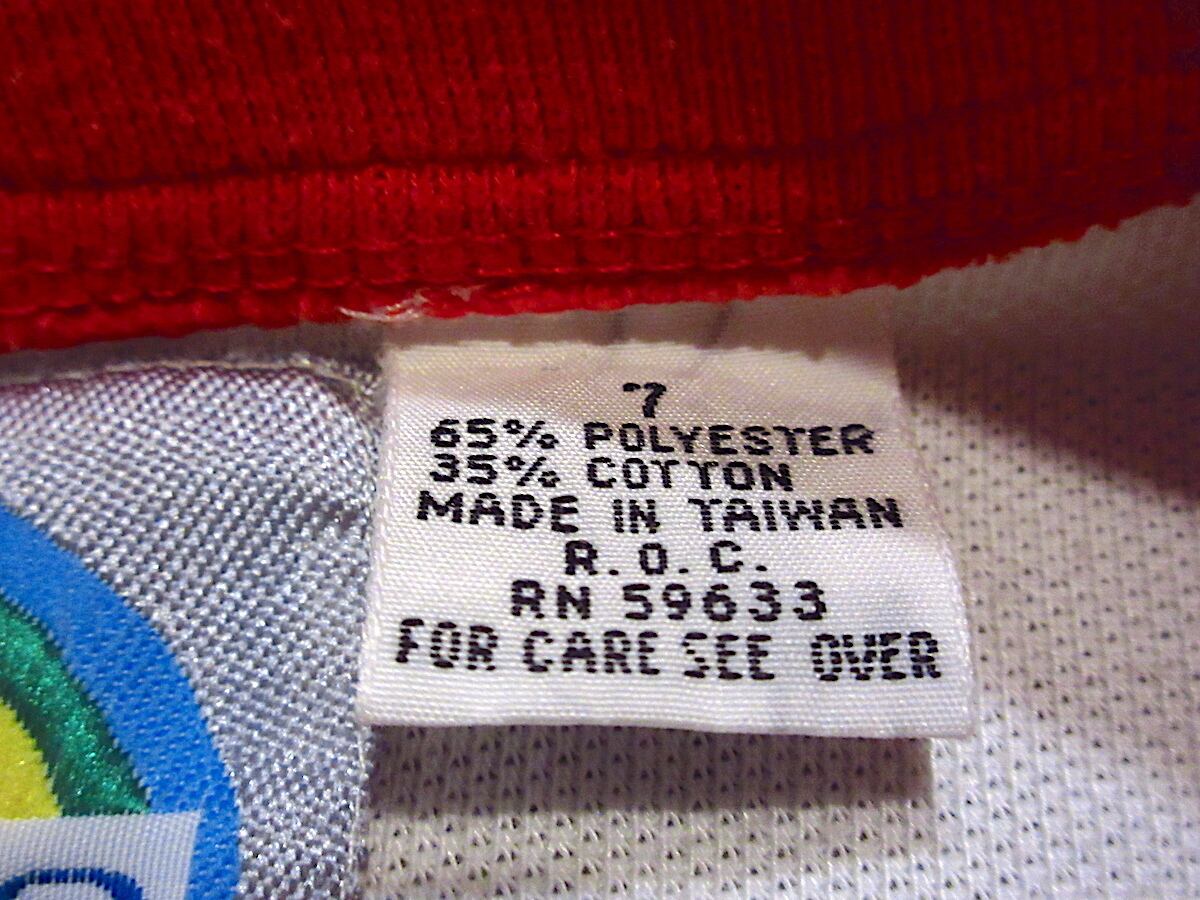 7
65% POLYESTER
35% COTTON
MADE IN TAIWAN
R.O.C.
RN 59633
FOR CARE SEE OVER